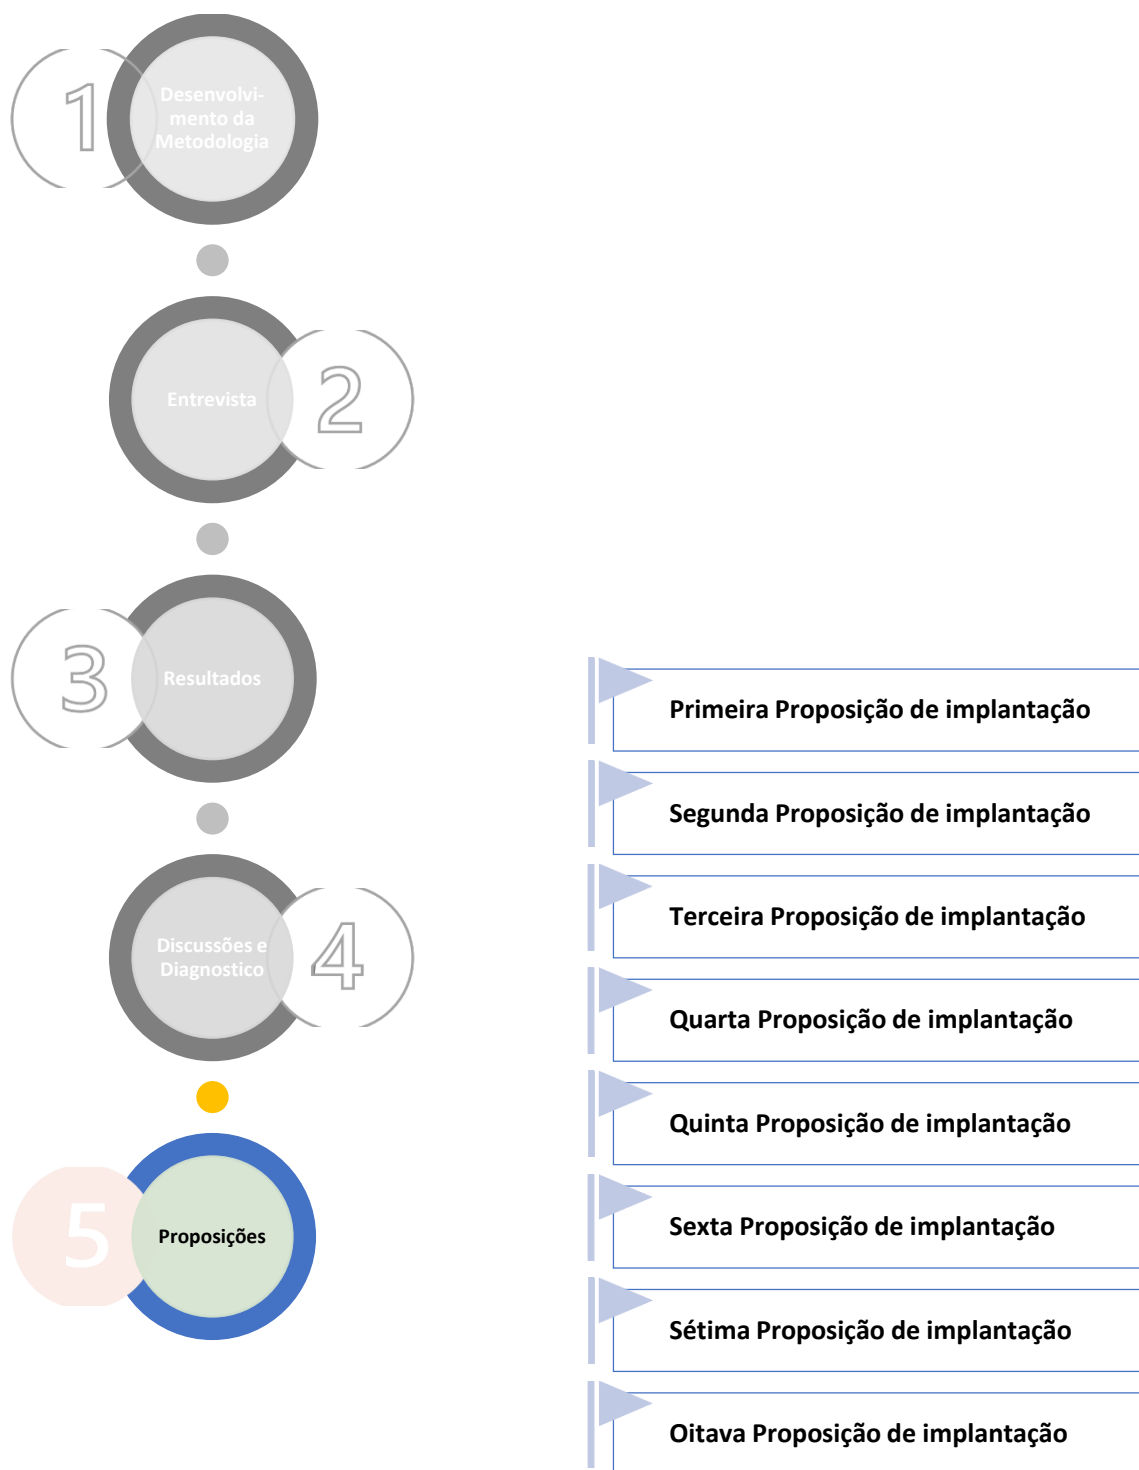 1
Desenvolvi-
mento da
Metodologia
Entrevista
2
3
Resultados
Discussões e
Diagnostico
4
5
Proposições
Primeira Proposição de implantação
Segunda Proposição de implantação
Terceira Proposição de implantação
Quarta Proposição de implantação
Quinta Proposição de implantação
Sexta Proposição de implantação
Sétima Proposição de implantação
Oitava Proposição de implantação